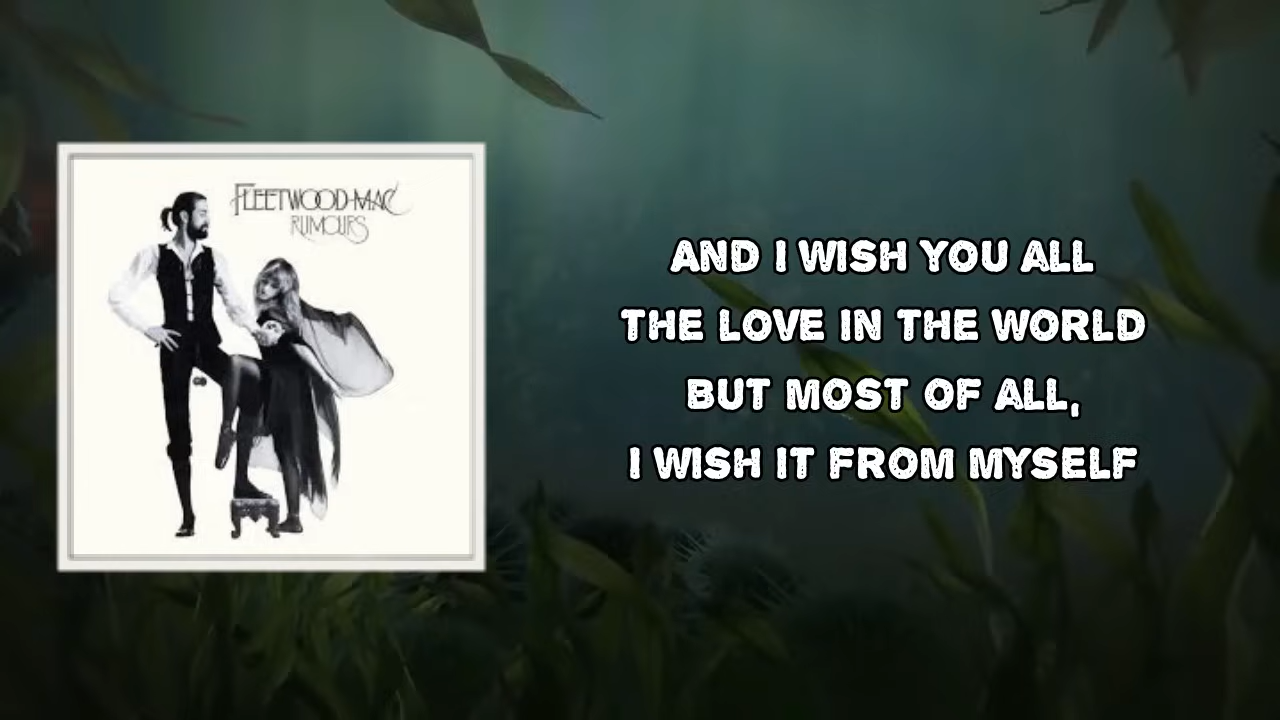 FLEETWOOD MAC
RUMOURS
AND I WISH YOU ALL
THE LOVE IN THE WORLD
BUT MOST OF ALL,
I WISH IT FROM MYSELF